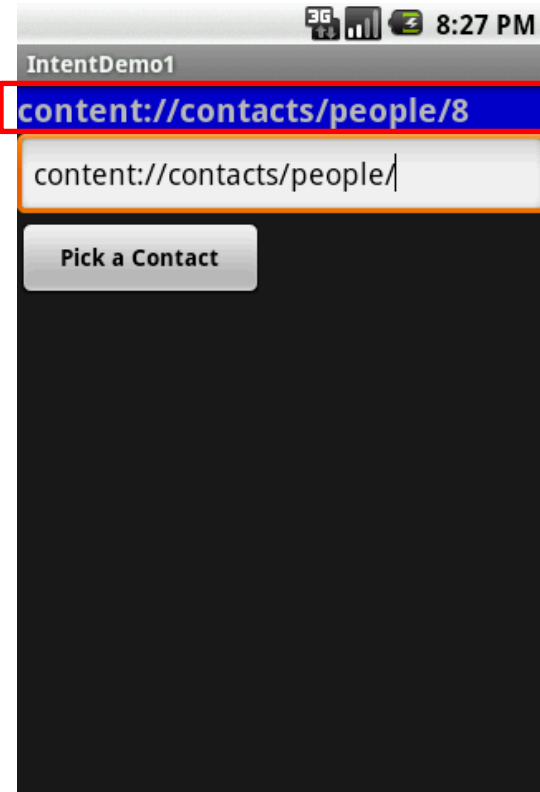 3G 8:27 PM
IntentDemo1
content://contacts/people/8
content://contacts/people/
Pick a Contact